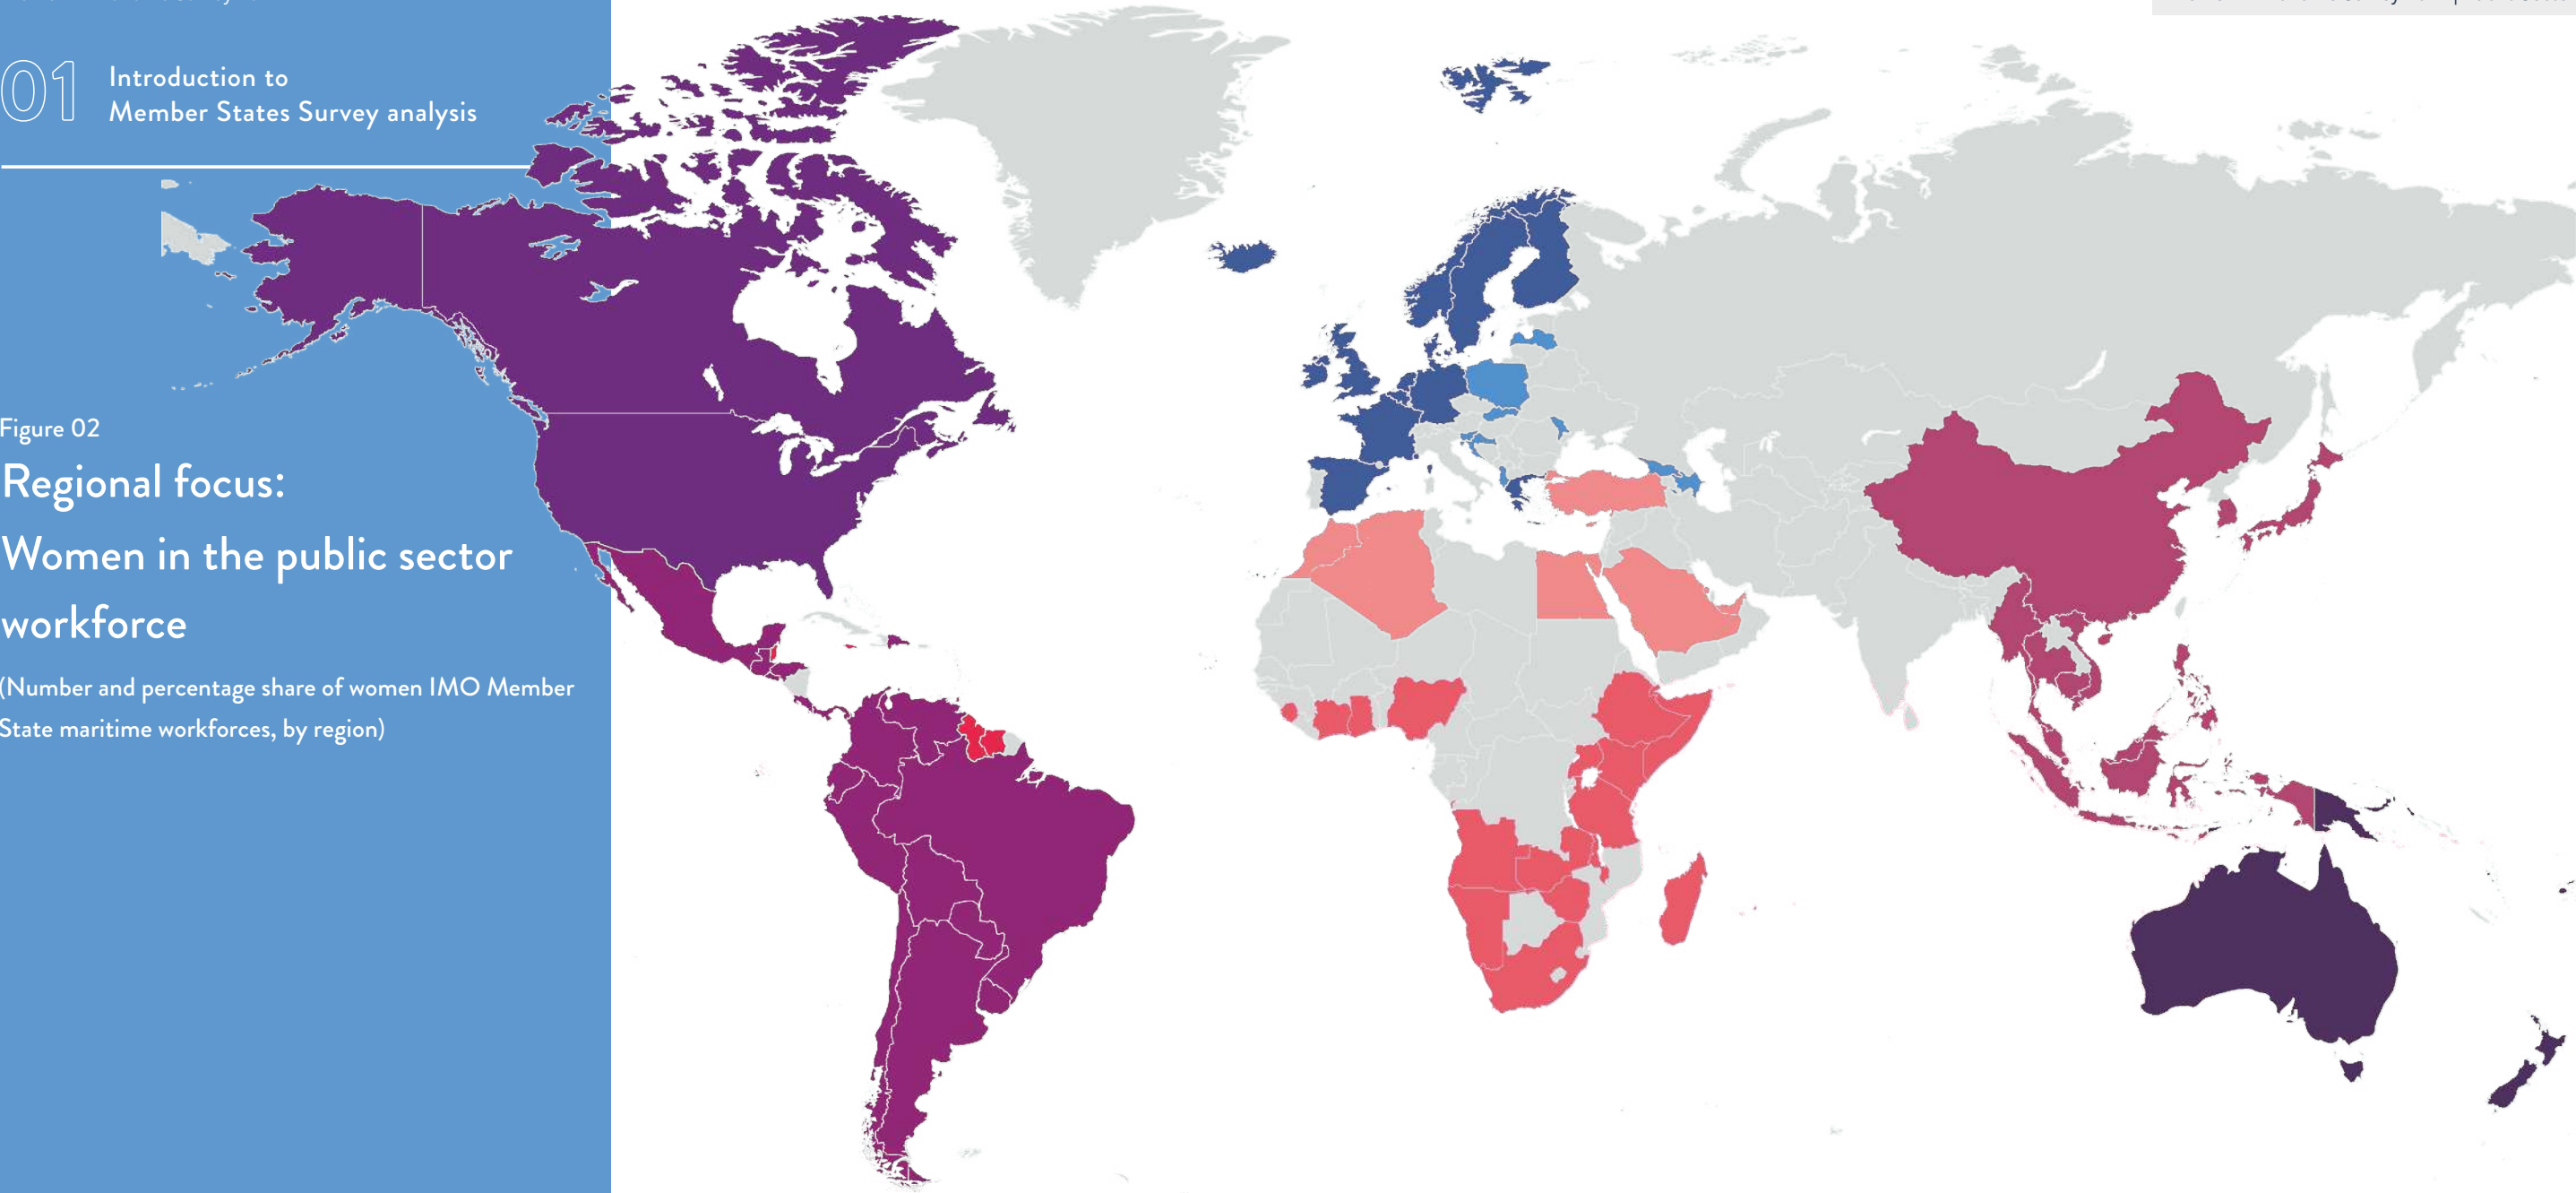 01
Introduction to
Member States Survey analysis
Figure 02
Regional focus:
Women in the public sector
workforce
(Number and percentage share of women IMO Member
State maritime workforces, by region)